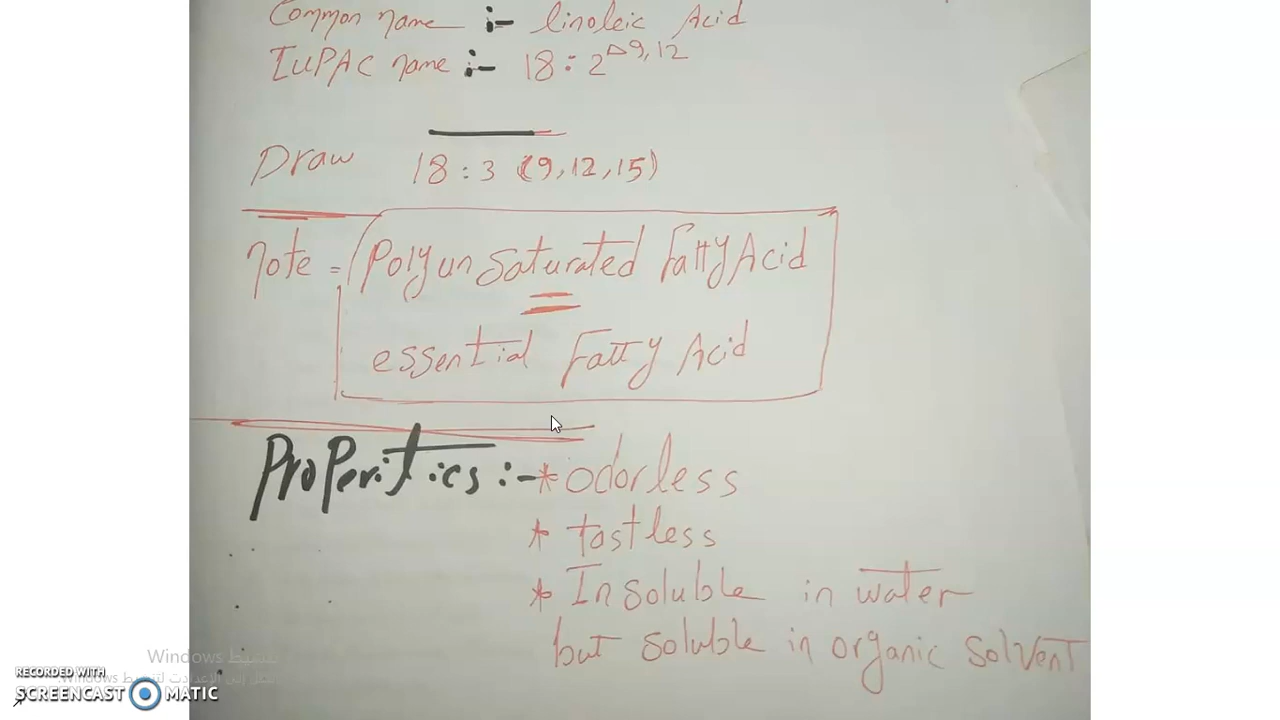 Common name :- linoleic Acid
IUPAC name :- 18:2^Δ9,12
Draw 18:3 (9,12,15)
note = Polyunsaturated Fatty Acid
essential Fatty Acid
Properitics :- * odorless
* tastless
* Insoluble in water
but soluble in organic solvent
تنشيط Windows
RECORDED WITH
SCREENCAST MATIC